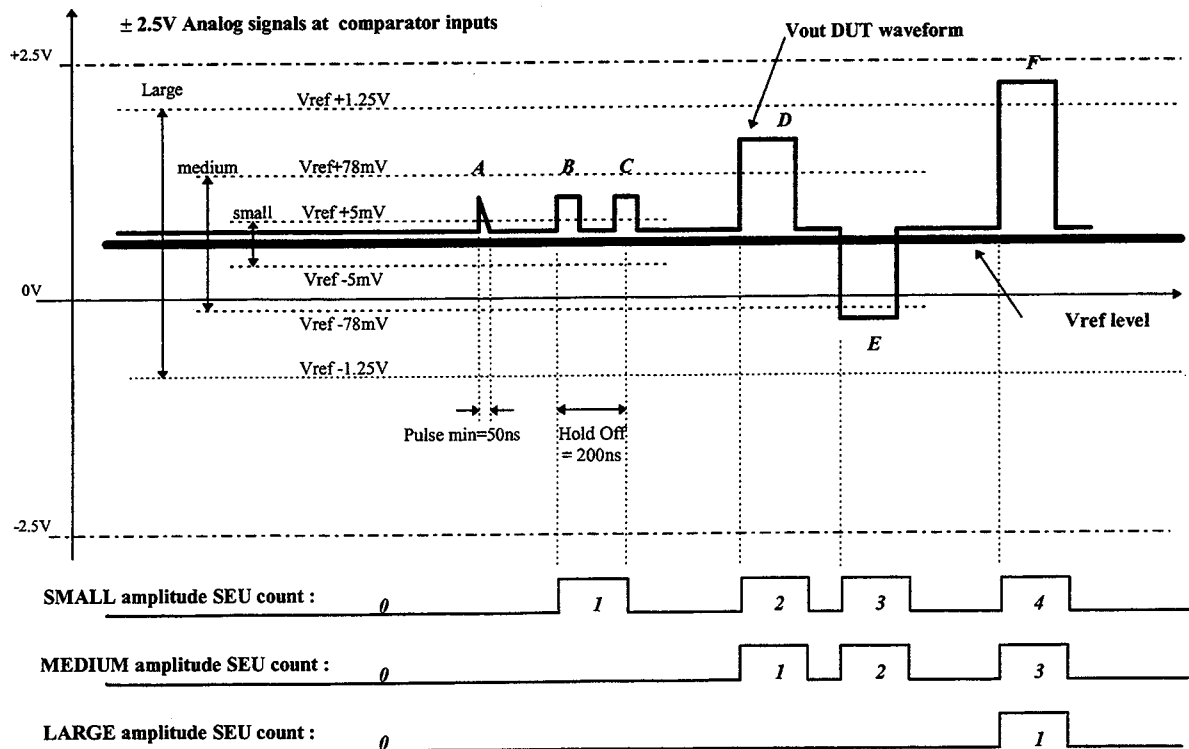 ± 2.5V Analog signals at comparator inputs
Vout DUT waveform
+2.5V
F
Large
Vref +1.25V
D
medium
Vref+78mV
A
B
C
small
Vref +5mV
Vref -5mV
0V
Vref -78mV
Vref level
E
Vref -1.25V
Pulse min=50ns
Hold Off
= 200ns
-2.5V
SMALL amplitude SEU count : 0 1 2 3 4
MEDIUM amplitude SEU count : 0 1 2 3
LARGE amplitude SEU count : 0 1